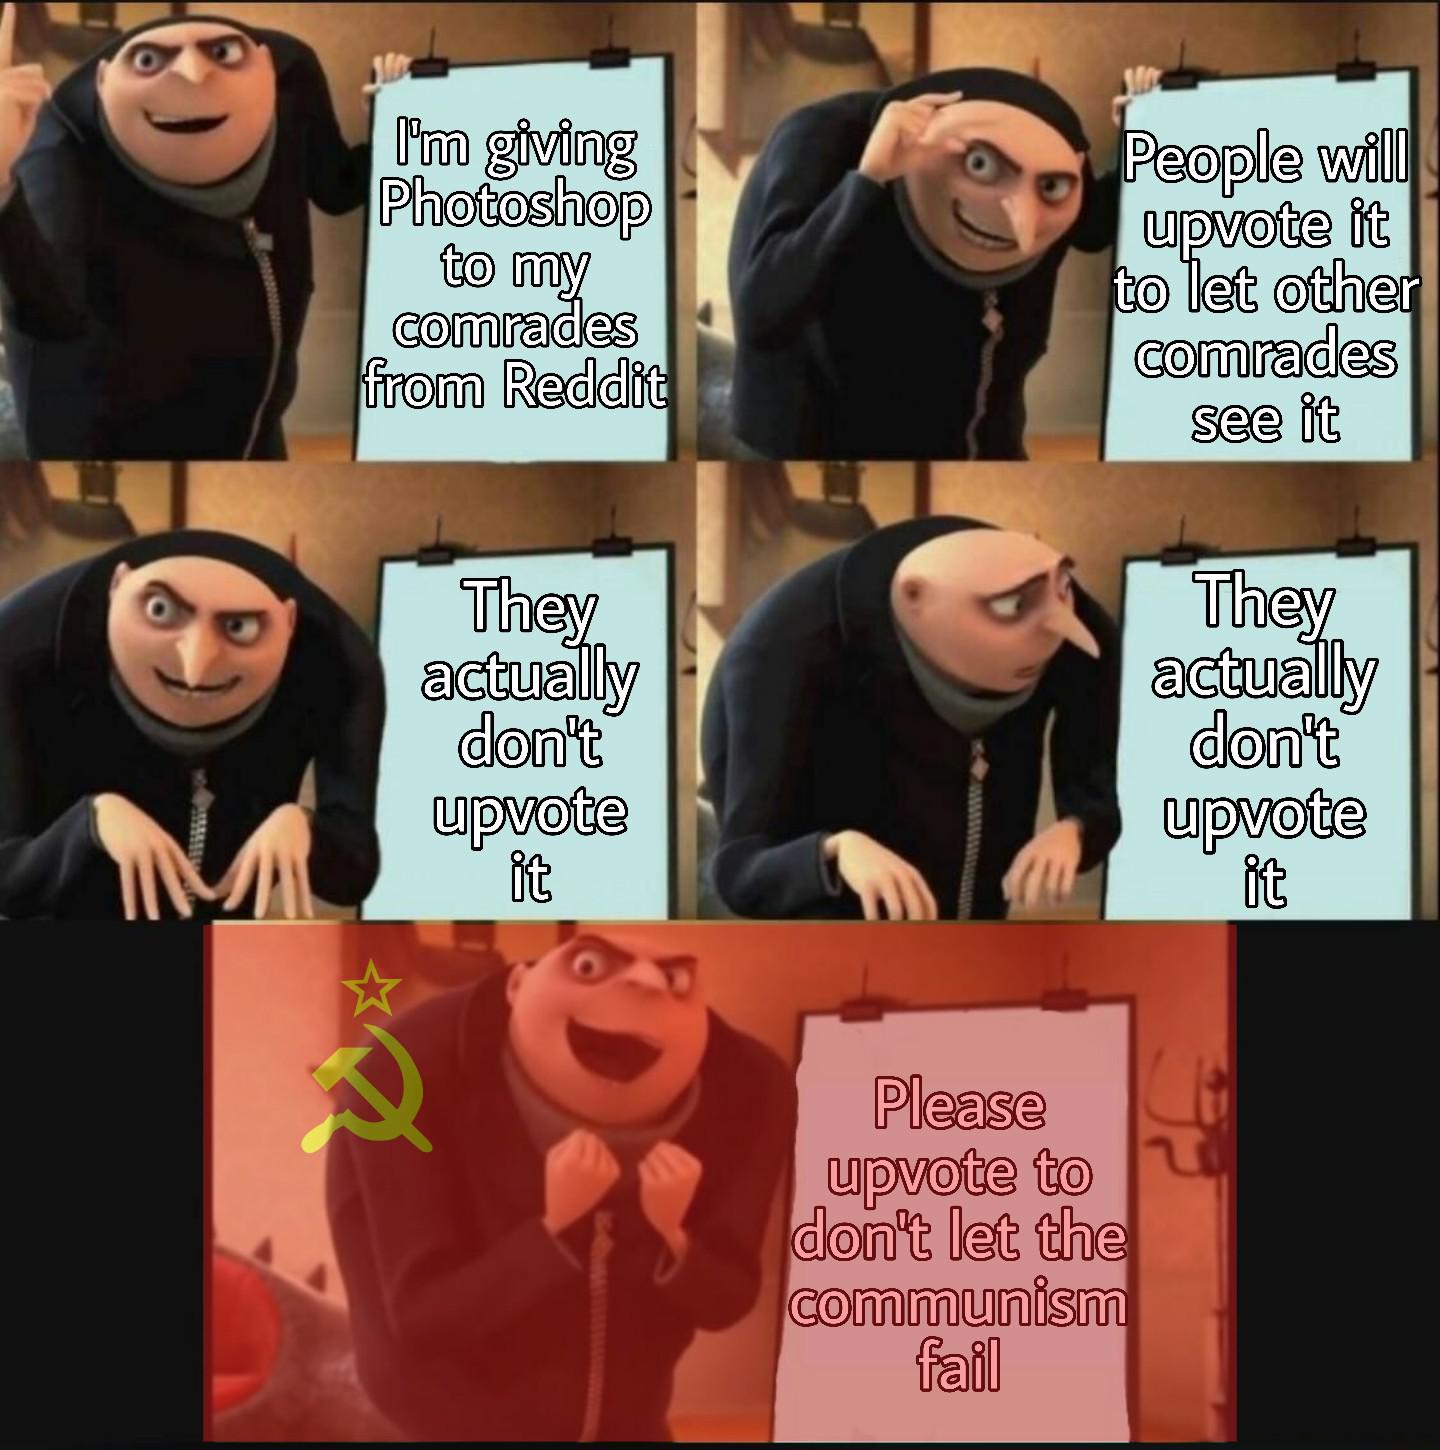 I'm giving
Photoshop
to my
comrades
from Reddit
People will
upvote it
to let other
comrades
see it
They
actually
don't
upvote
it
They
actually
don't
upvote
it
Please
upvote to
don't let the
communism
fail